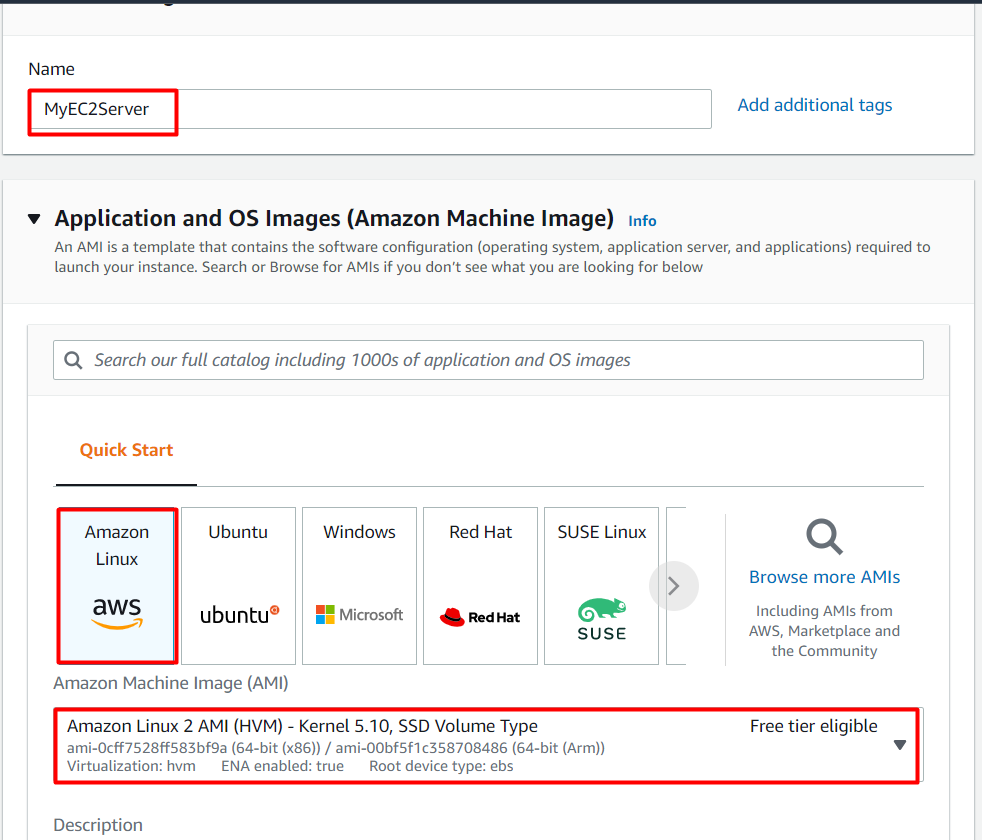 Name
MyEC2Server
Add additional tags
Application and OS Images (Amazon Machine Image) Info
An AMI is a template that contains the software configuration (operating system, application server, and applications) required to
launch your instance. Search or Browse for AMIs if you don’t see what you are looking for below
Search our full catalog including 1000s of application and OS images
Quick Start
Amazon
Linux
aws
Ubuntu
ubuntu
Windows
Microsoft
Red Hat
Red Hat
SUSE Linux
SUSE
Browse more AMIs
Including AMIs from
AWS, Marketplace and
the Community
Amazon Machine Image (AMI)
Amazon Linux 2 AMI (HVM) - Kernel 5.10, SSD Volume Type
Free tier eligible
ami-0cff7528ff583bf9a (64-bit (x86)) / ami-00bf5f1c358708486 (64-bit (Arm))
Virtualization: hvm ENA enabled: true Root device type: ebs
Description